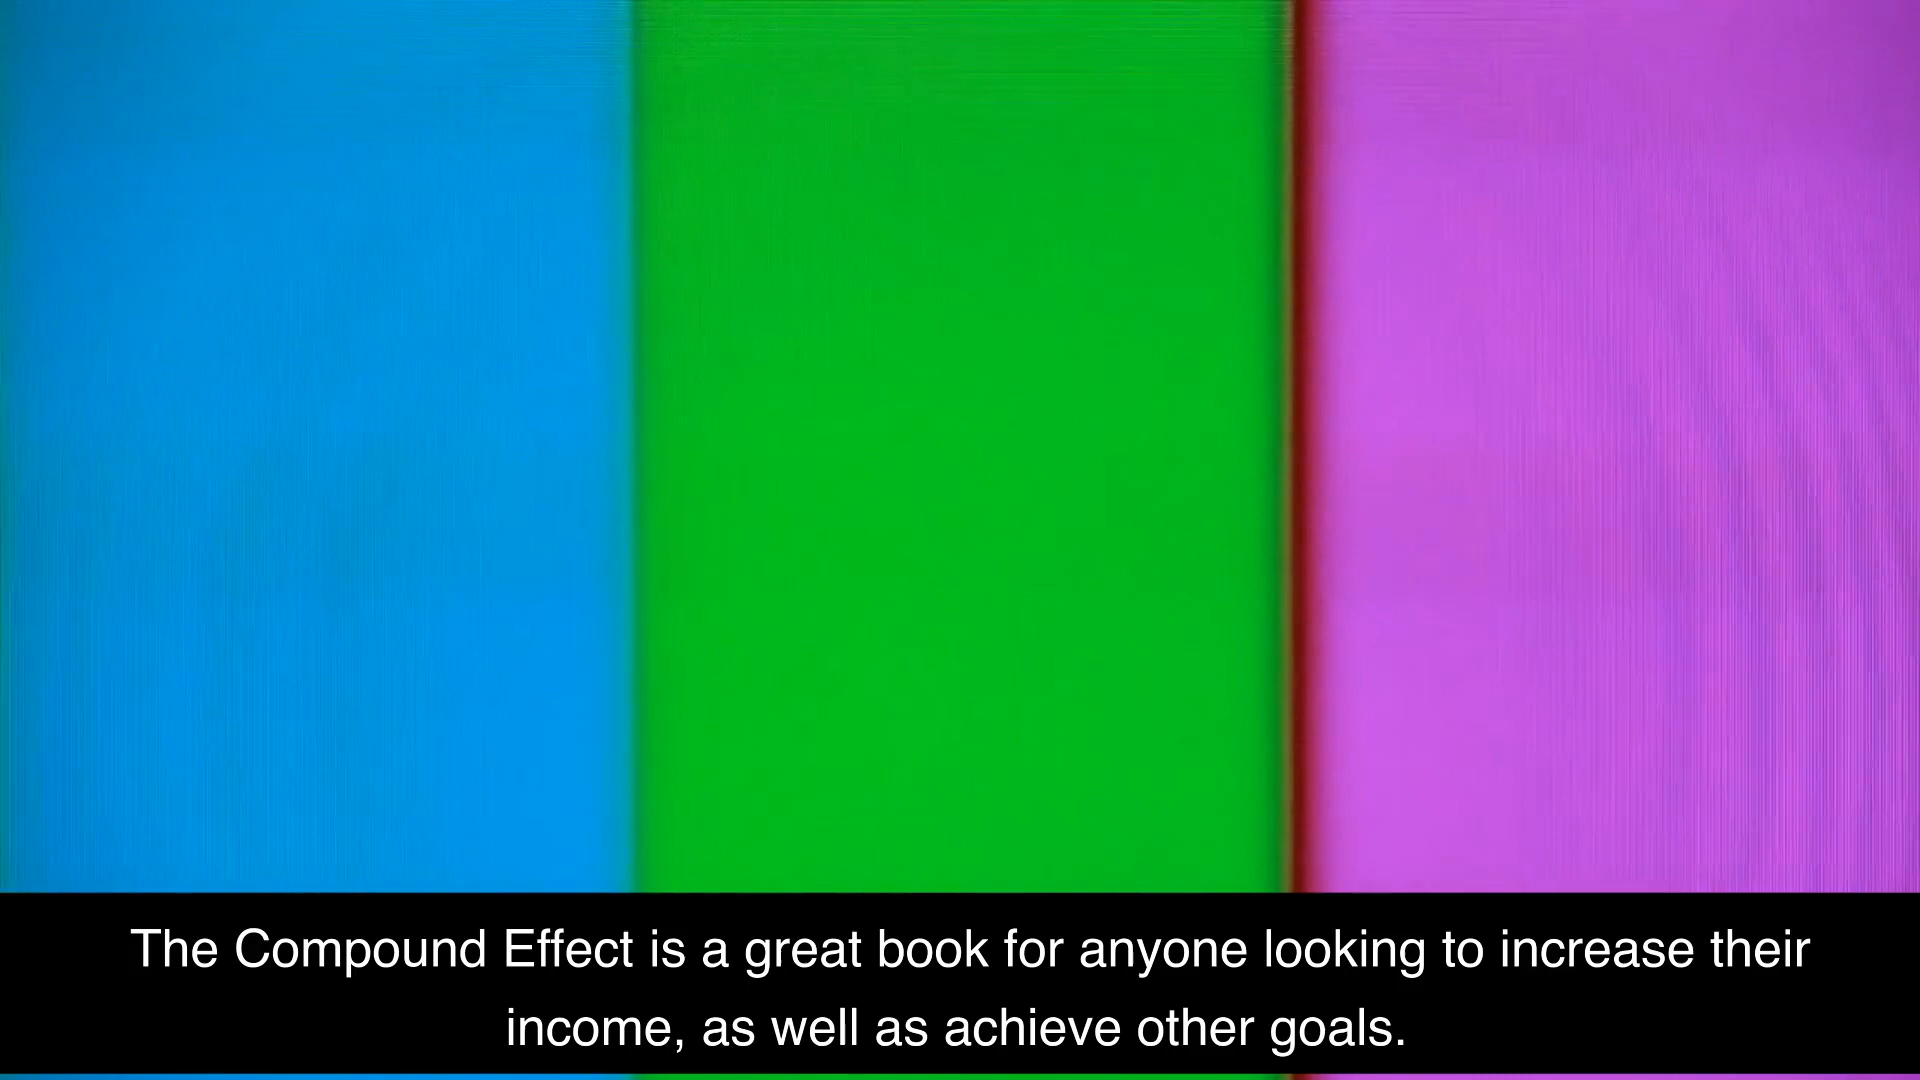 The Compound Effect is a great book for anyone looking to increase their
income, as well as achieve other goals.